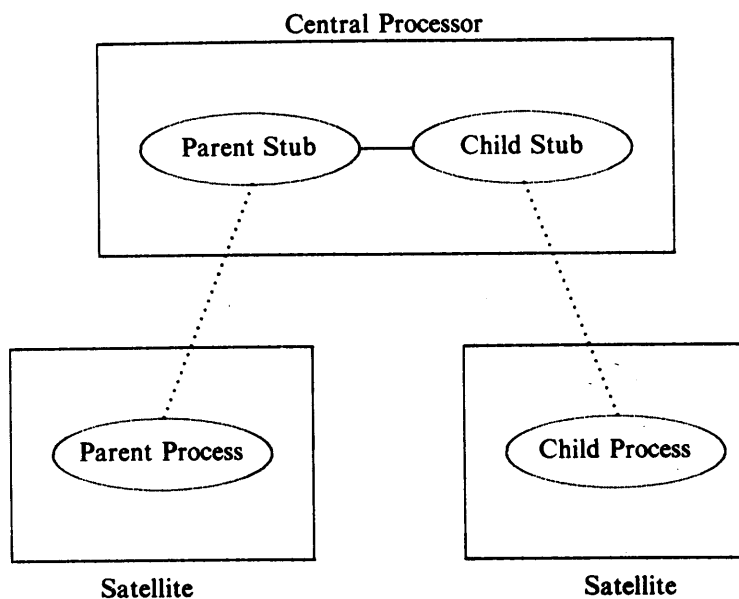 Central Processor
Parent Stub
Child Stub
Parent Process
Child Process
Satellite
Satellite